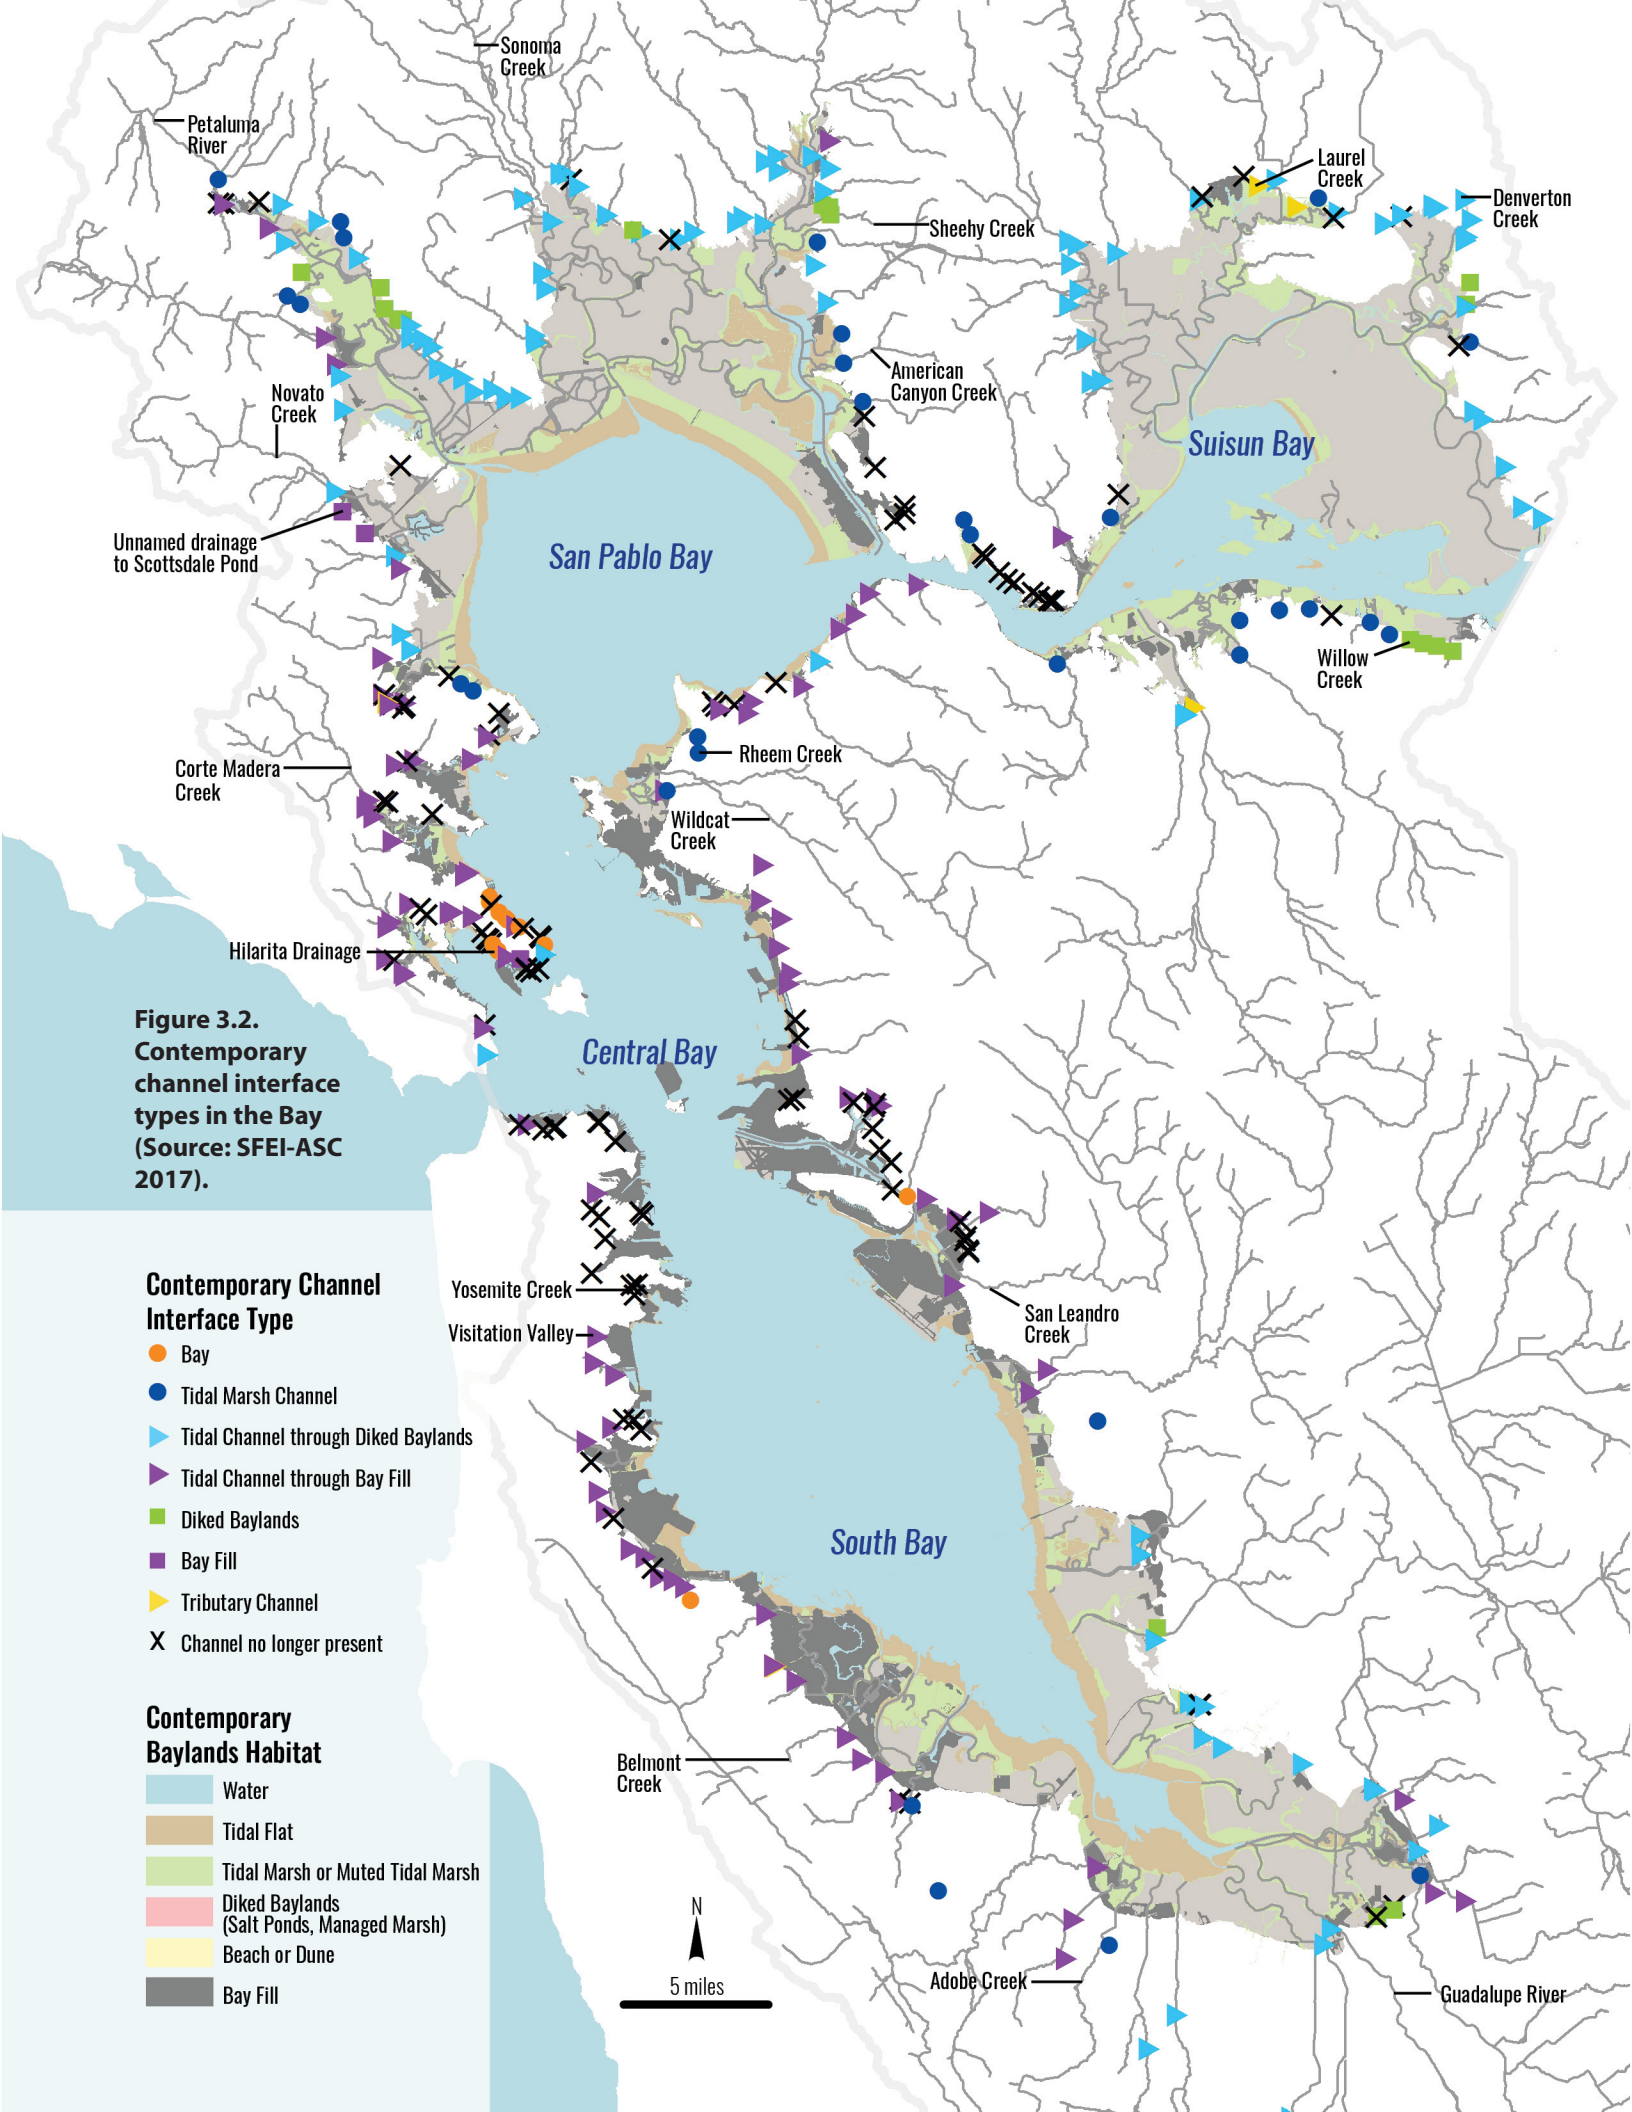 Sonoma
Creek
Petaluma
River
Laurel
Creek
Denverton
Creek
Sheehy Creek
American
Canyon Creek
Novato
Creek
Suisun Bay
Unnamed drainage
to Scottsdale Pond
San Pablo Bay
Willow
Creek
Rheem Creek
Corte Madera
Creek
Wildcat
Creek
Hilarita Drainage
Figure 3.2.
Contemporary
channel interface
types in the Bay
(Source: SFEI-ASC
2017).
Central Bay
Yosemite Creek
Visitation Valley
San Leandro
Creek
Contemporary Channel
Interface Type
Bay
Tidal Marsh Channel
Tidal Channel through Diked Baylands
Tidal Channel through Bay Fill
Diked Baylands
Bay Fill
Tributary Channel
X Channel no longer present
South Bay
Contemporary
Baylands Habitat
Water
Tidal Flat
Tidal Marsh or Muted Tidal Marsh
Diked Baylands
(Salt Ponds, Managed Marsh)
Beach or Dune
Bay Fill
Belmont
Creek
N
5 miles
Adobe Creek
Guadalupe River